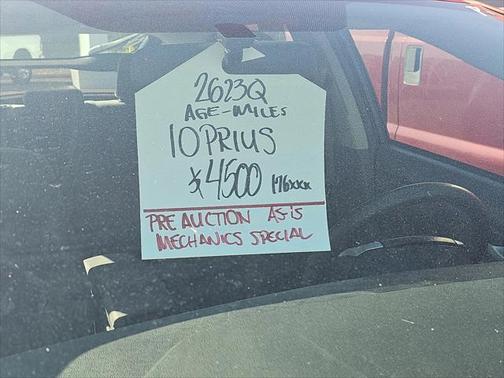 2623Q
AGE-MILES
10 PRIUS
$4500 176xxx
PRE AUCTION AS-IS
MECHANICS SPECIAL